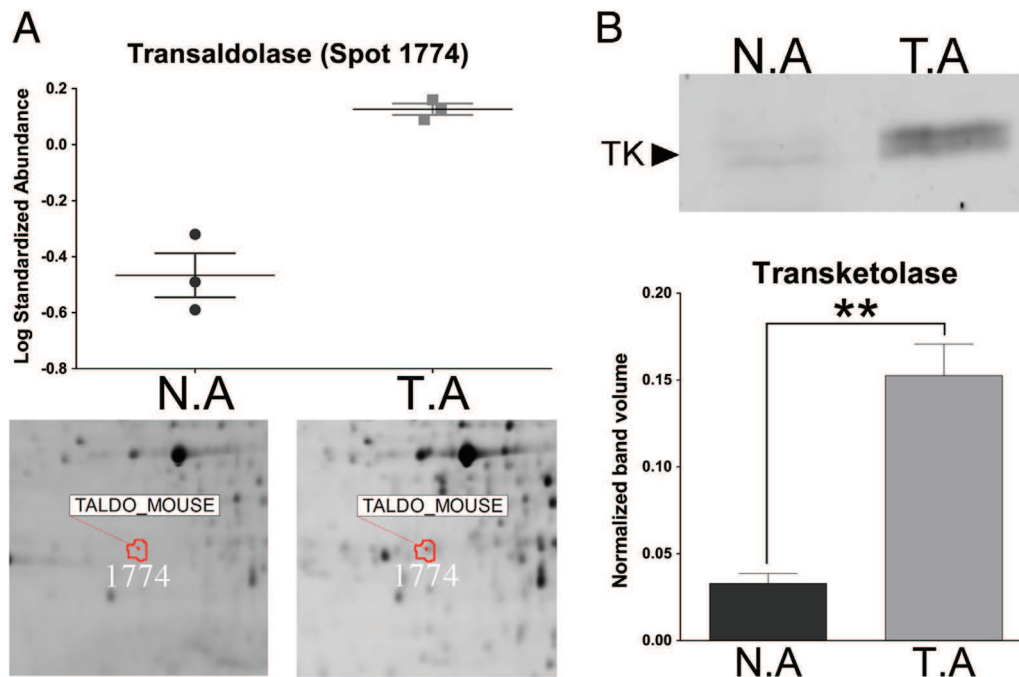 A
Transaldolase (Spot 1774)
Log Standardized Abundance
0.2
0.0
-0.2
-0.4
-0.6
-0.8
N.A
T.A
TALDO_MOUSE
1774
TALDO_MOUSE
1774
B
N.A
T.A
TK
Transketolase
**
Normalized band volume
0.20
0.15
0.10
0.05
0.00
N.A
T.A